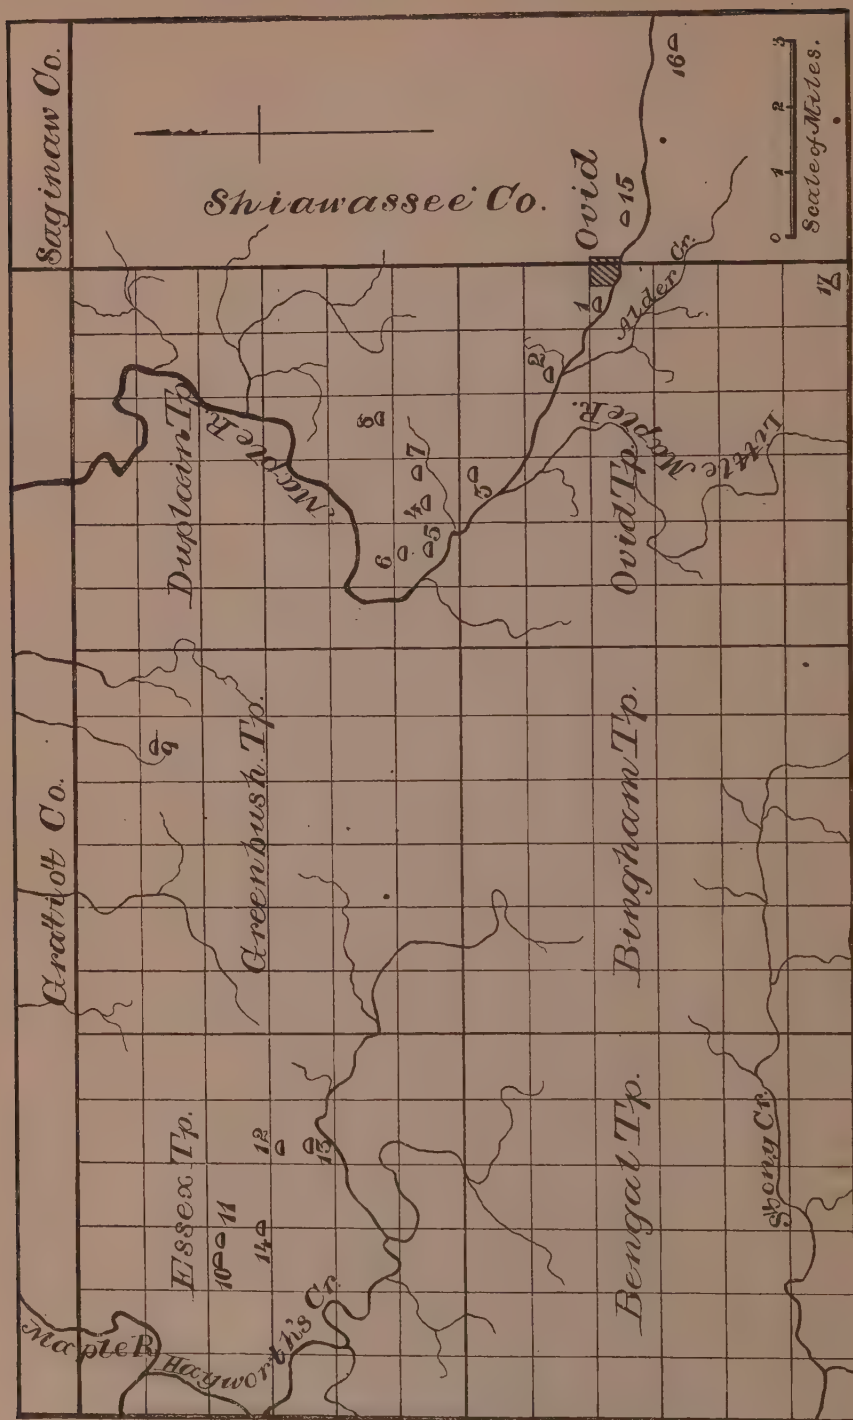 Saginaw Co.
Gratiot Co.
Shiawassee Co.
Duplain Tp.
Greenbush Tp.
Essex Tp.
Maple R.
Maple R
Hayworth's Cr.
Ovid
Ovid Tp.
Bingham Tp.
Bengal Tp.
Alder Cr.
Little Maple R.
Stony Cr.
1
2
3
4
5
6
7
8
9
10
11
12
13
14
15
16
17
0 1 2 3
Scale of Miles.